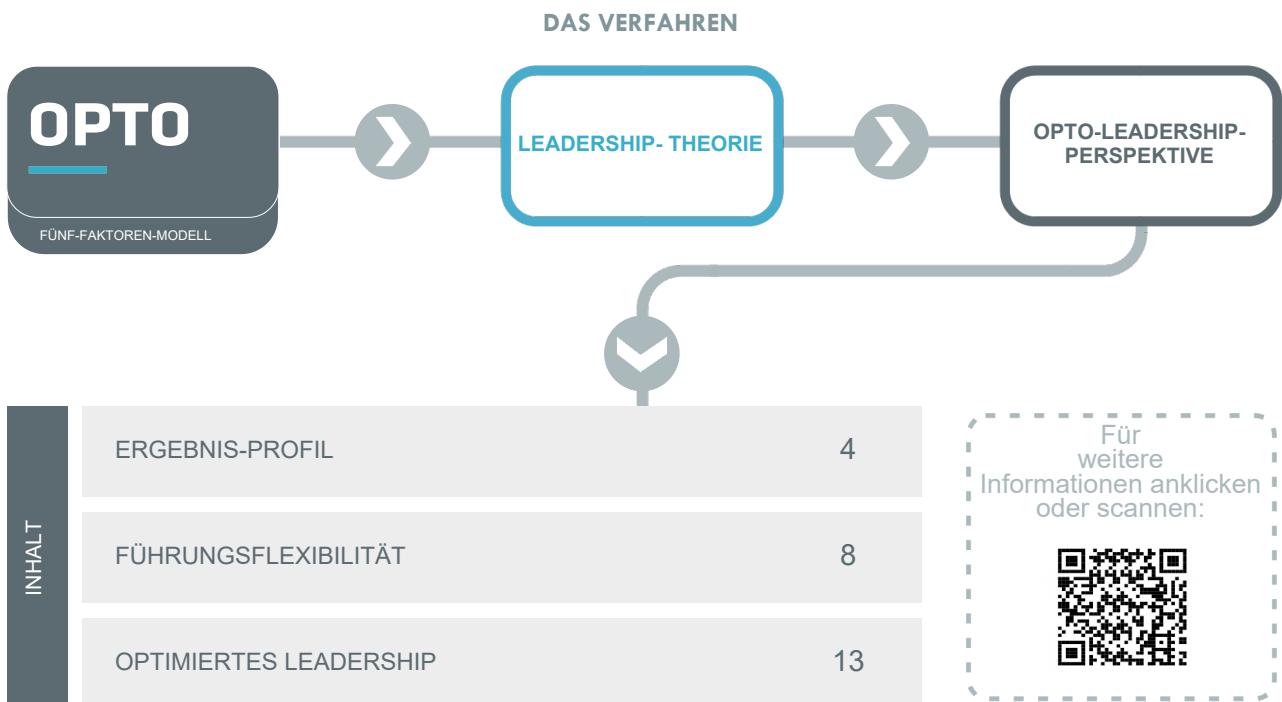 DAS VERFAHREN
OPTO
FÜNF-FAKTOREN-MODELL
LEADERSHIP- THEORIE
OPTO-LEADERSHIP-
PERSPEKTIVE
INHALT
ERGEBNIS-PROFIL 4
FÜHRUNGSFLEXIBILITÄT 8
OPTIMIERTES LEADERSHIP 13
Für
weitere
Informationen anklicken
oder scannen: